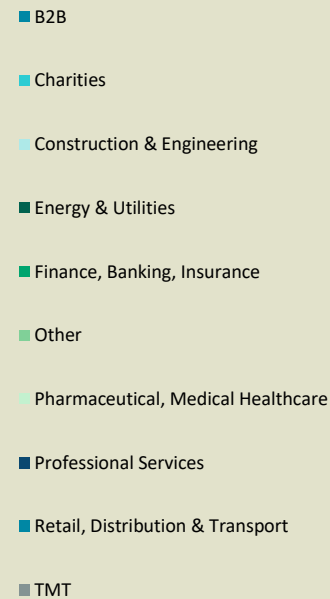 B2B
Charities
Construction & Engineering
Energy & Utilities
Finance, Banking, Insurance
Other
Pharmaceutical, Medical Healthcare
Professional Services
Retail, Distribution & Transport
TMT